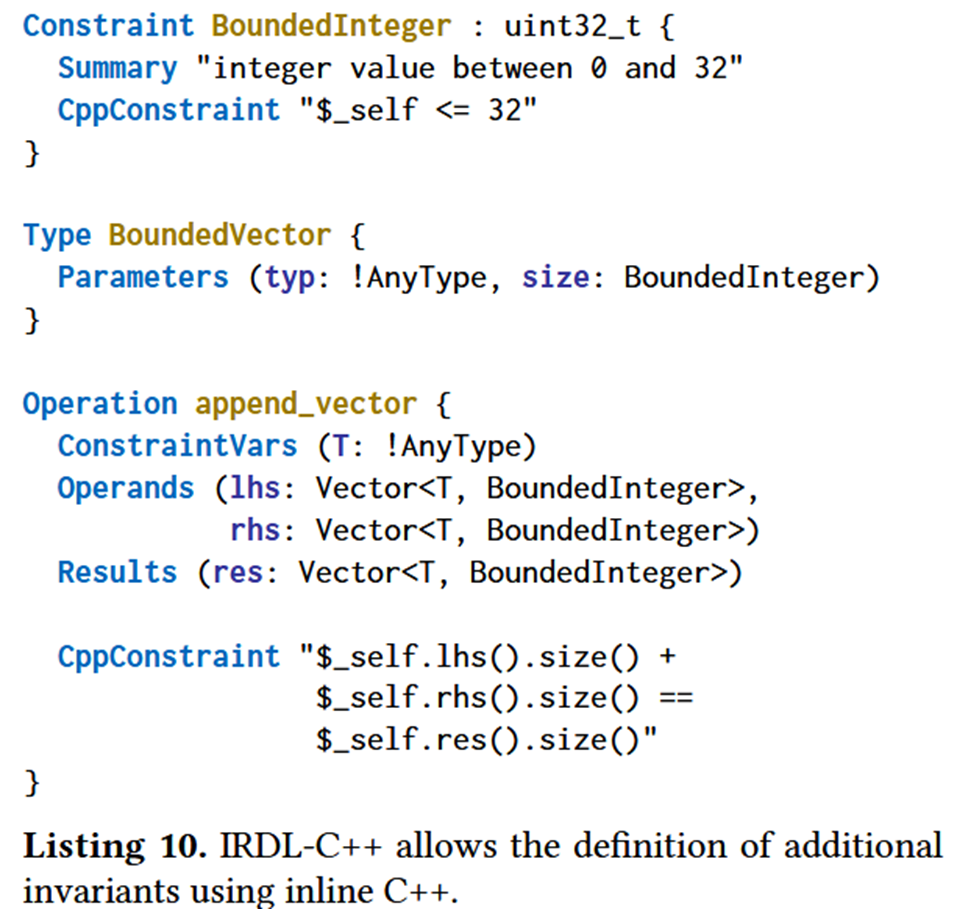 Constraint BoundedInteger : uint32_t {
  Summary "integer value between 0 and 32"
  CppConstraint "$_self <= 32"
}

Type BoundedVector {
  Parameters (typ: !AnyType, size: BoundedInteger)
}

Operation append_vector {
  ConstraintVars (T: !AnyType)
  Operands (lhs: Vector<T, BoundedInteger>,
            rhs: Vector<T, BoundedInteger>)
  Results (res: Vector<T, BoundedInteger>)

  CppConstraint "$_self.lhs().size() +
                 $_self.rhs().size() ==
                 $_self.res().size()"
}
Listing 10. IRDL-C++ allows the definition of additional
invariants using inline C++.